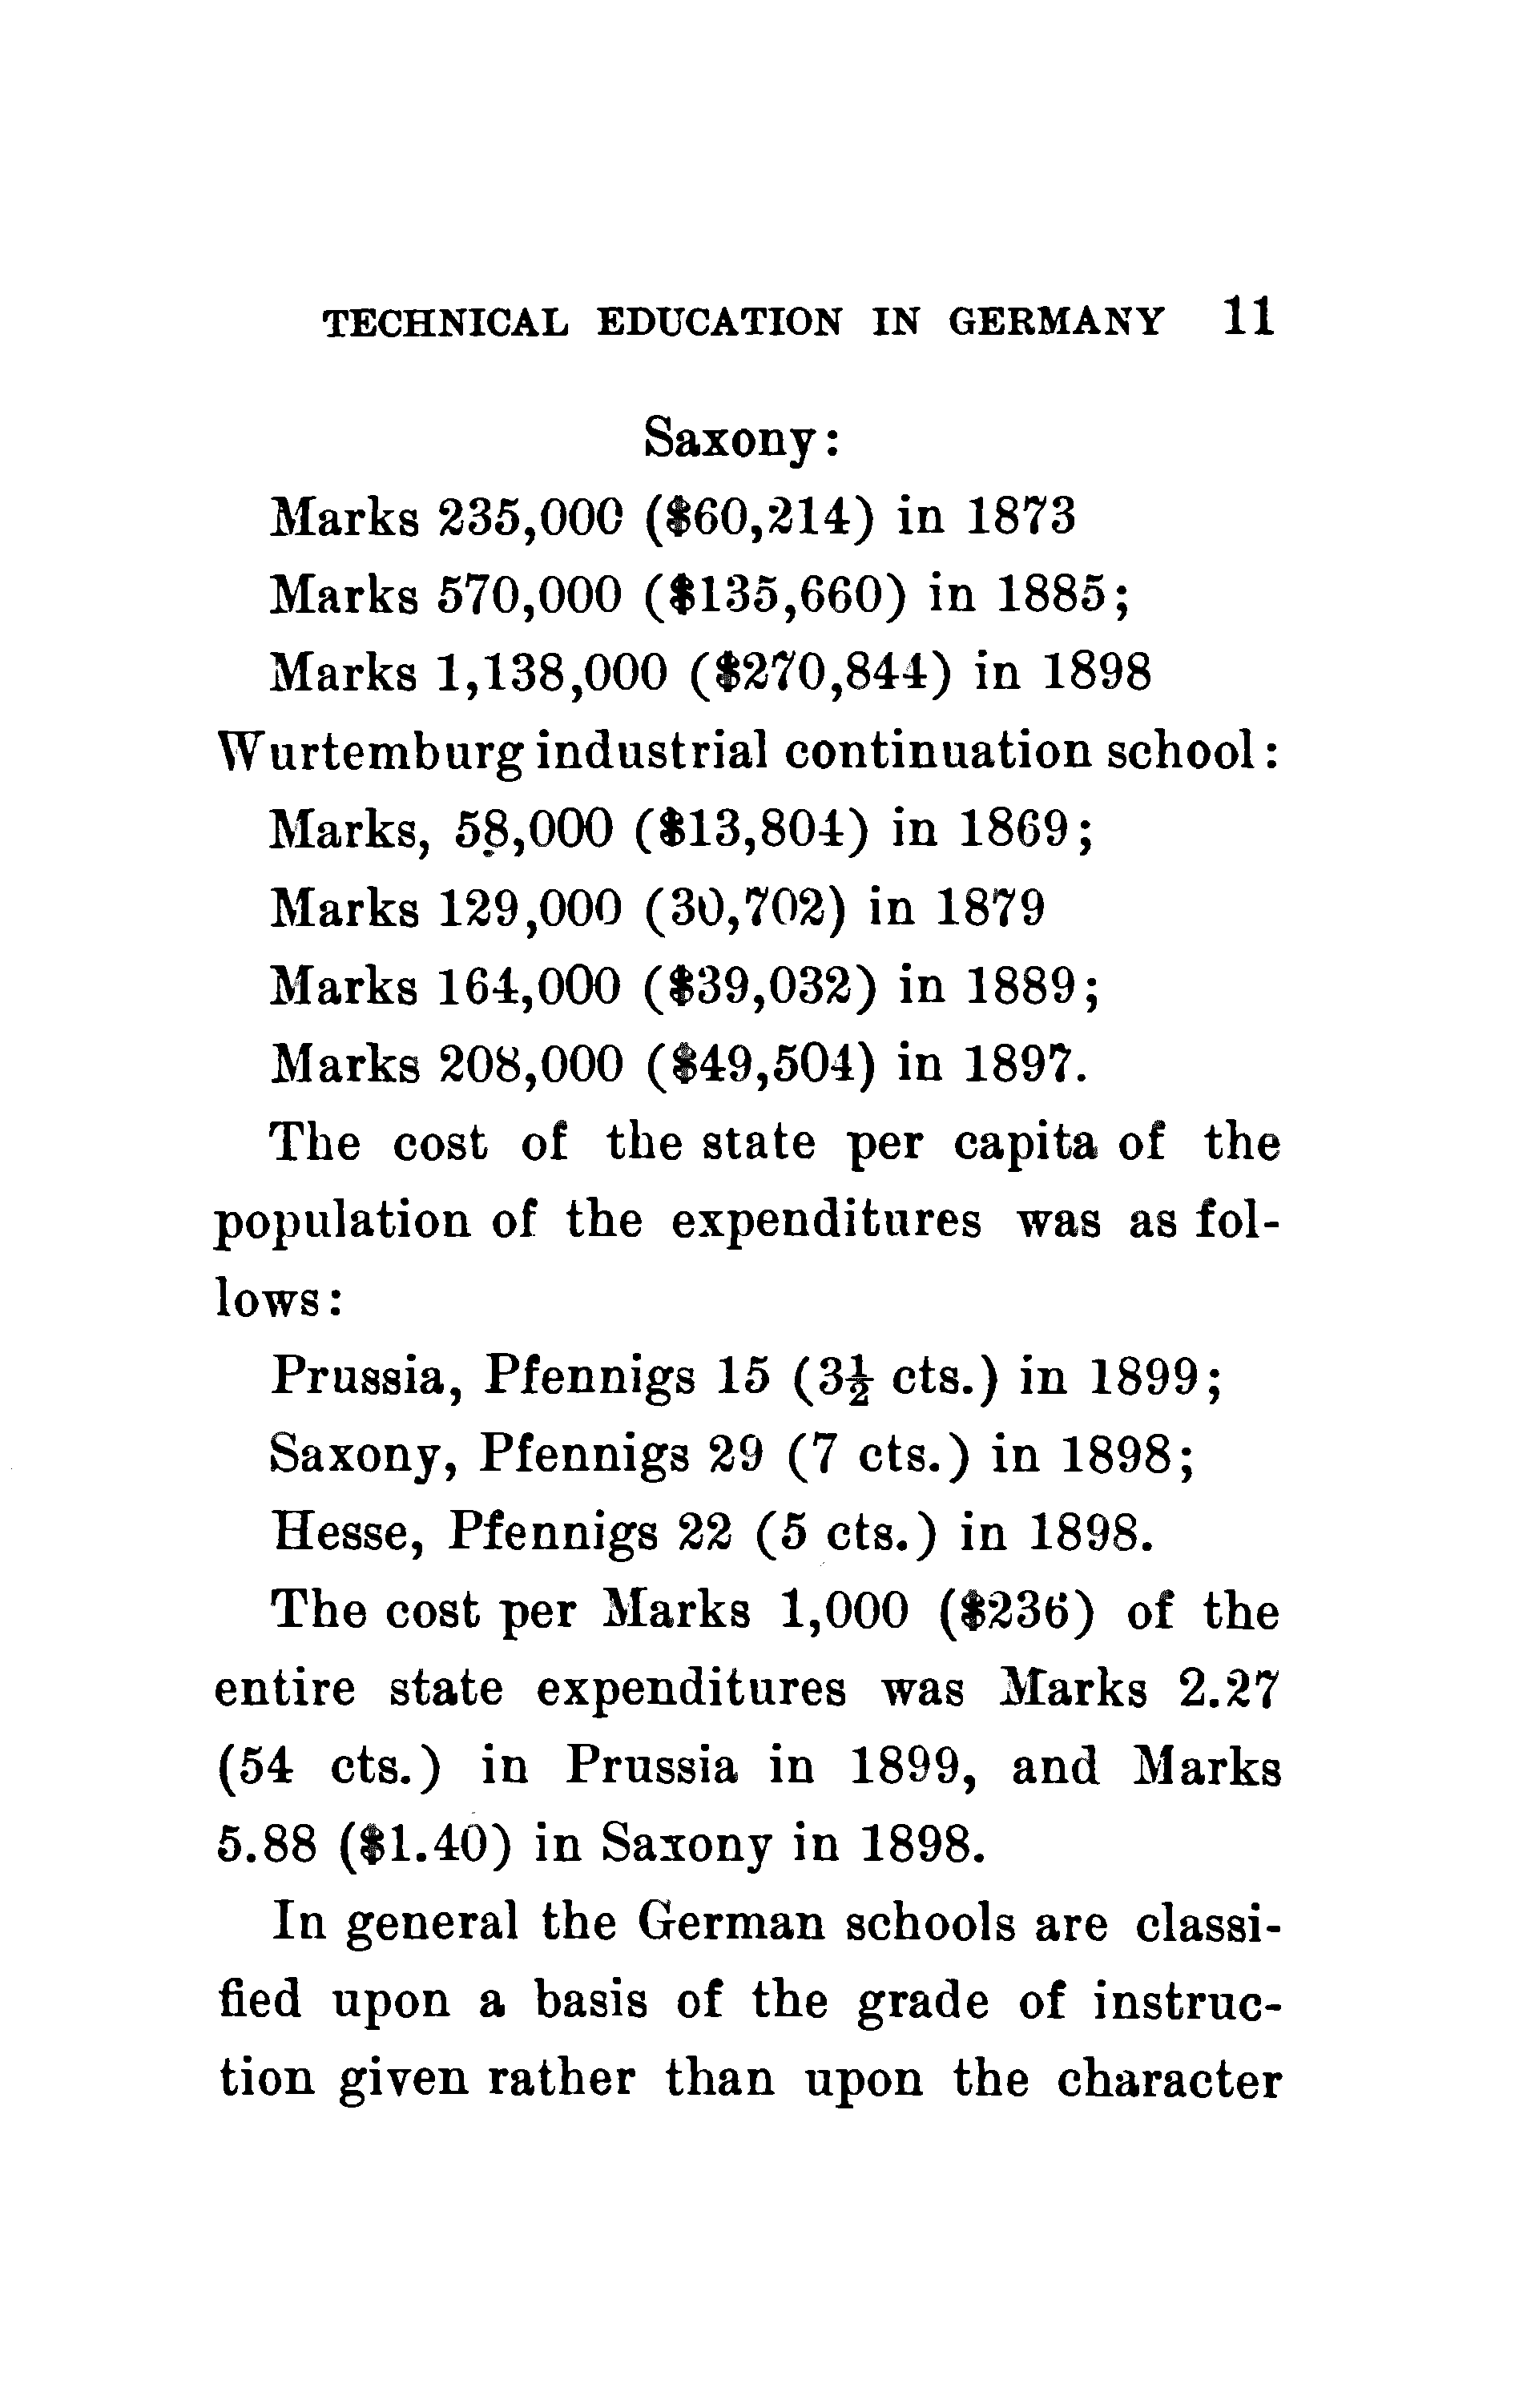 TECHNICAL EDUCATION IN GERMANY 11
Saxony:
Marks 235,000 ($60,214) in 1873
Marks 570,000 ($135,660) in 1885;
Marks 1,138,000 ($270,844) in 1898
Wurtemburg industrial continuation school:
Marks, 58,000 ($13,804) in 1869;
Marks 129,000 (30,702) in 1879
Marks 164,000 ($39,032) in 1889;
Marks 208,000 ($49,504) in 1897.
The cost of the state per capita of the
population of the expenditures was as fol-
lows:
Prussia, Pfennigs 15 (3½ cts.) in 1899;
Saxony, Pfennigs 29 (7 cts.) in 1898;
Hesse, Pfennigs 22 (5 cts.) in 1898.
The cost per Marks 1,000 ($236) of the
entire state expenditures was Marks 2.27
(54 cts.) in Prussia in 1899, and Marks
5.88 ($1.40) in Saxony in 1898.
In general the German schools are classi-
fied upon a basis of the grade of instruc-
tion given rather than upon the character